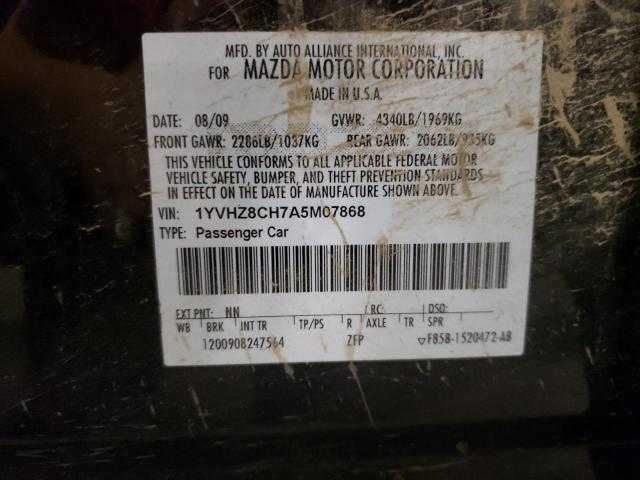 MFD. BY AUTO ALLIANCE INTERNATIONAL, INC.
FOR MAZDA MOTOR CORPORATION
MADE IN U.S.A.
DATE: 08/09 GVWR: 4340LB/1969KG
FRONT GAWR: 2286LB/1037KG REAR GAWR: 2062LB/935KG
THIS VEHICLE CONFORMS TO ALL APPLICABLE FEDERAL MOTOR
VEHICLE SAFETY, BUMPER, AND THEFT PREVENTION STANDARDS
IN EFFECT ON THE DATE OF MANUFACTURE SHOWN ABOVE.
VIN: 1YVHZ8CH7A5M07868
TYPE: Passenger Car
EXT PNT: NN RC: DSO:
WB BRK INT TR TP/PS R AXLE TR SPR
1200908247564 ZFP F85B-1520472-AB